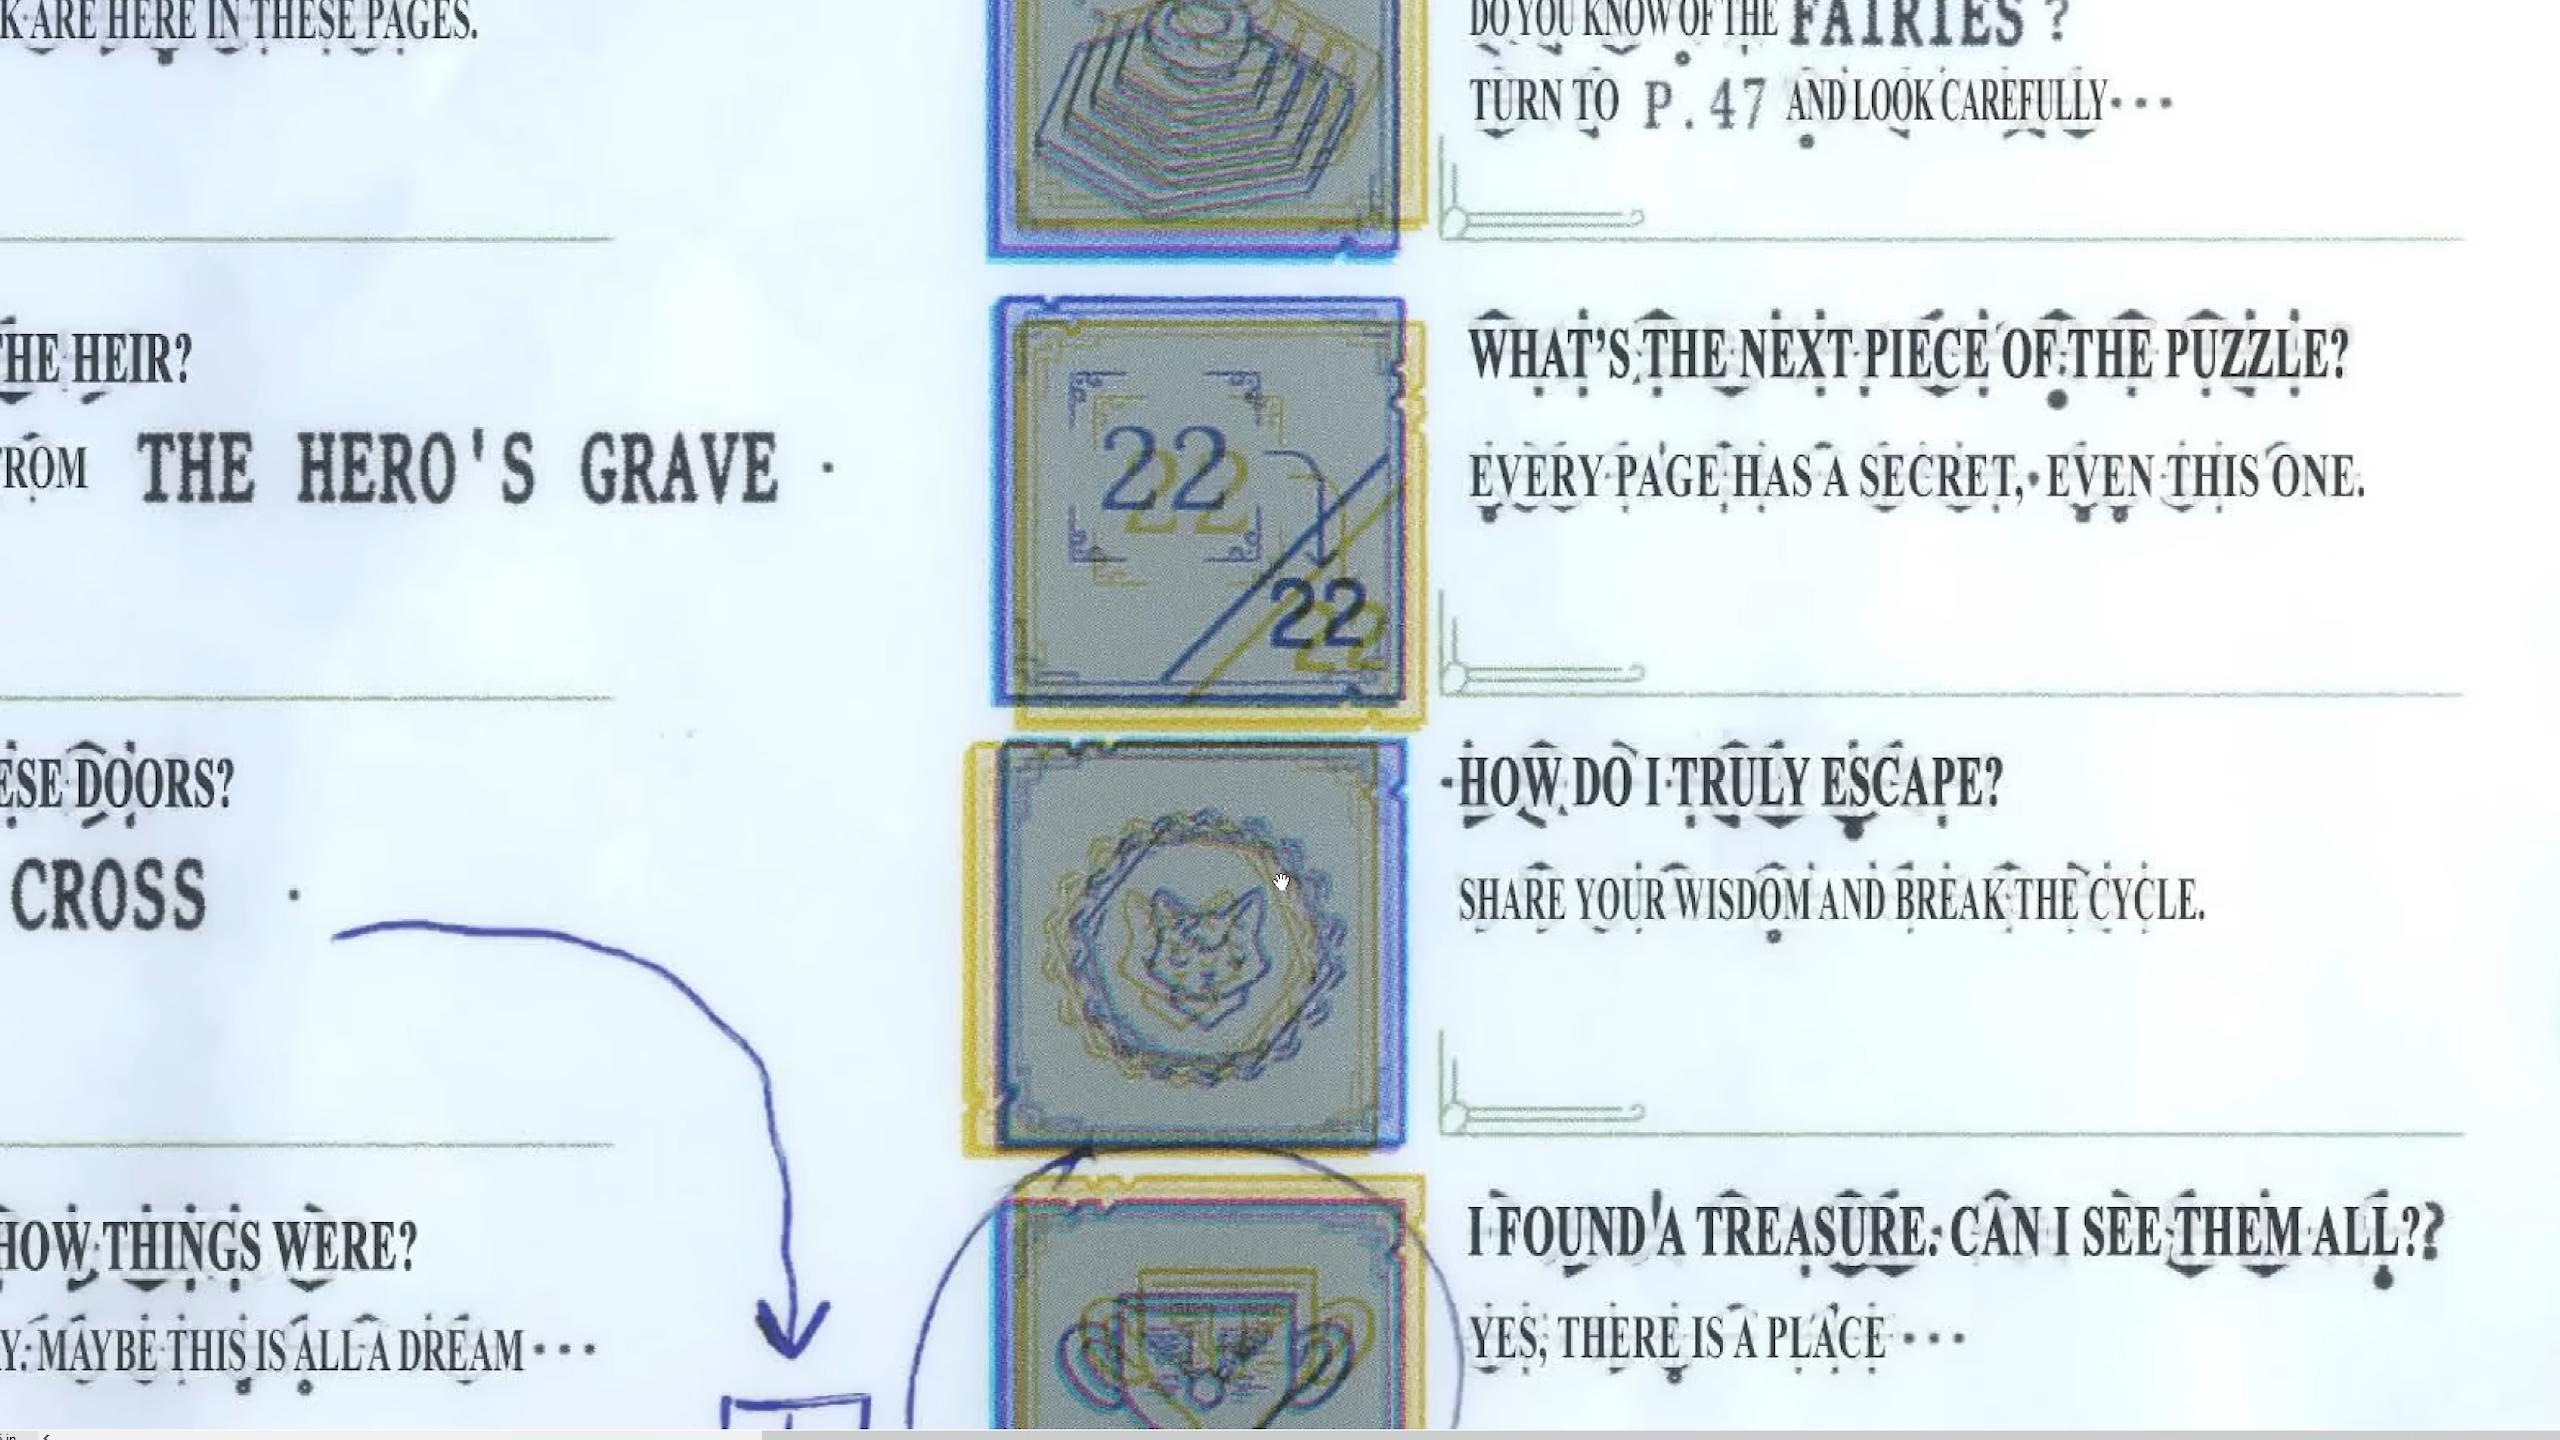 K ARE HERE IN THESE PAGES.
THE HEIR?
FROM THE HERO'S GRAVE .
ESE DOORS?
CROSS .
HOW THINGS WERE?
Y. MAYBE THIS IS ALL A DREAM...
22
22
DO YOU KNOW OF THE FAIRIES ?
TURN TO P.47 AND LOOK CAREFULLY...
WHAT'S THE NEXT PIECE OF THE PUZZLE?
EVERY PAGE HAS A SECRET, EVEN THIS ONE.
HOW DO I TRULY ESCAPE?
SHARE YOUR WISDOM AND BREAK THE CYCLE.
I FOUND A TREASURE. CAN I SEE THEM ALL??
YES, THERE IS A PLACE ...